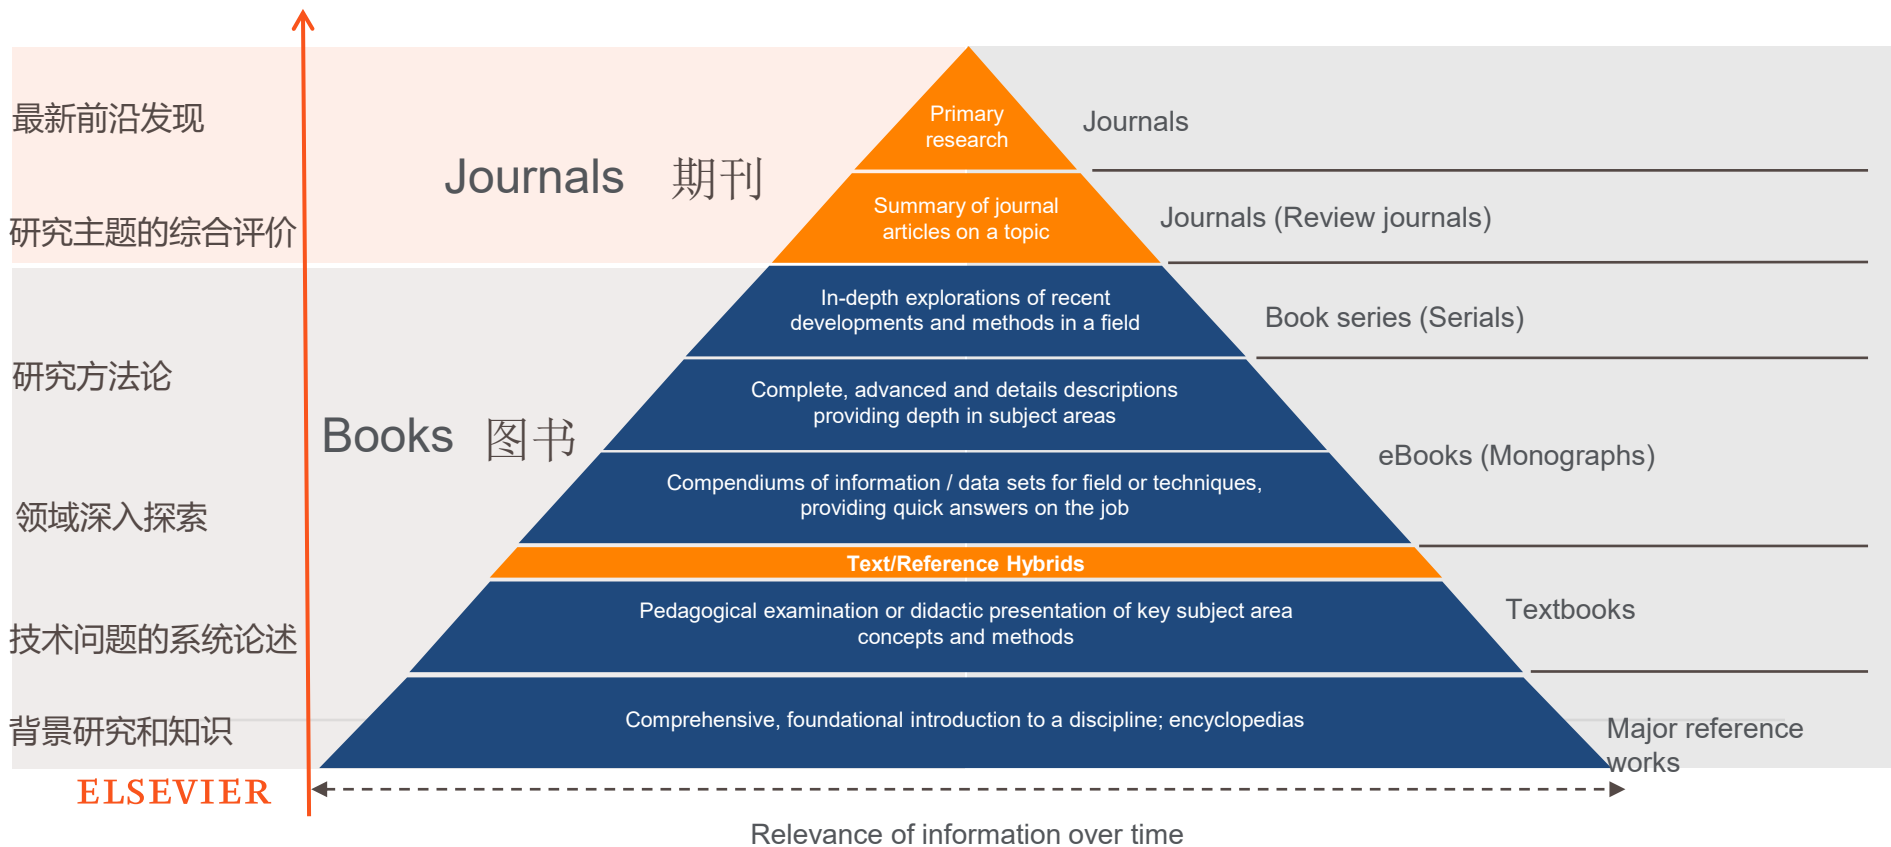 最新前沿发现
Primary
research
Journals
Journals 期刊
研究主题的综合评价
Summary of journal
articles on a topic
Journals (Review journals)
In-depth explorations of recent
developments and methods in a field
Book series (Serials)
研究方法论
Complete, advanced and details descriptions
providing depth in subject areas
Books 图书
eBooks (Monographs)
领域深入探索
Compendiums of information / data sets for field or techniques,
providing quick answers on the job
Text/Reference Hybrids
技术问题的系统论述
Pedagogical examination or didactic presentation of key subject area
concepts and methods
Textbooks
背景研究和知识
Comprehensive, foundational introduction to a discipline; encyclopedias
Major reference
works
ELSEVIER
Relevance of information over time